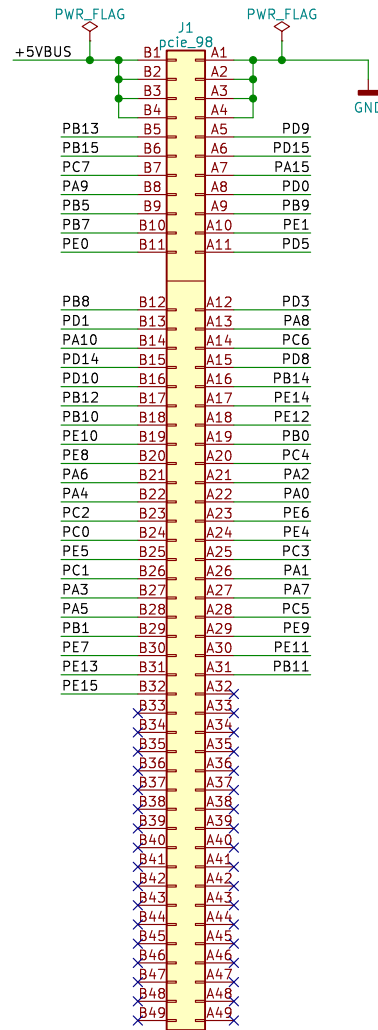 PWR_FLAG PWR_FLAG
J1
pcie_98
+5VBUS B1 A1
B2 A2
B3 A3
B4 A4
GND
PB13 B5 A5 PD9
PB15 B6 A6 PD15
PC7 B7 A7 PA15
PA9 B8 A8 PD0
PB5 B9 A9 PB9
PB7 B10 A10 PE1
PE0 B11 A11 PD5
PB8 B12 A12 PD3
PD1 B13 A13 PA8
PA10 B14 A14 PC6
PD14 B15 A15 PD8
PD10 B16 A16 PB14
PB12 B17 A17 PE14
PB10 B18 A18 PE12
PE10 B19 A19 PB0
PE8 B20 A20 PC4
PA6 B21 A21 PA2
PA4 B22 A22 PA0
PC2 B23 A23 PE6
PC0 B24 A24 PE4
PE5 B25 A25 PC3
PC1 B26 A26 PA1
PA3 B27 A27 PA7
PA5 B28 A28 PC5
PB1 B29 A29 PE9
PE7 B30 A30 PE11
PE13 B31 A31 PB11
PE15 B32 A32
B33 A33
B34 A34
B35 A35
B36 A36
B37 A37
B38 A38
B39 A39
B40 A40
B41 A41
B42 A42
B43 A43
B44 A44
B45 A45
B46 A46
B47 A47
B48 A48
B49 A49